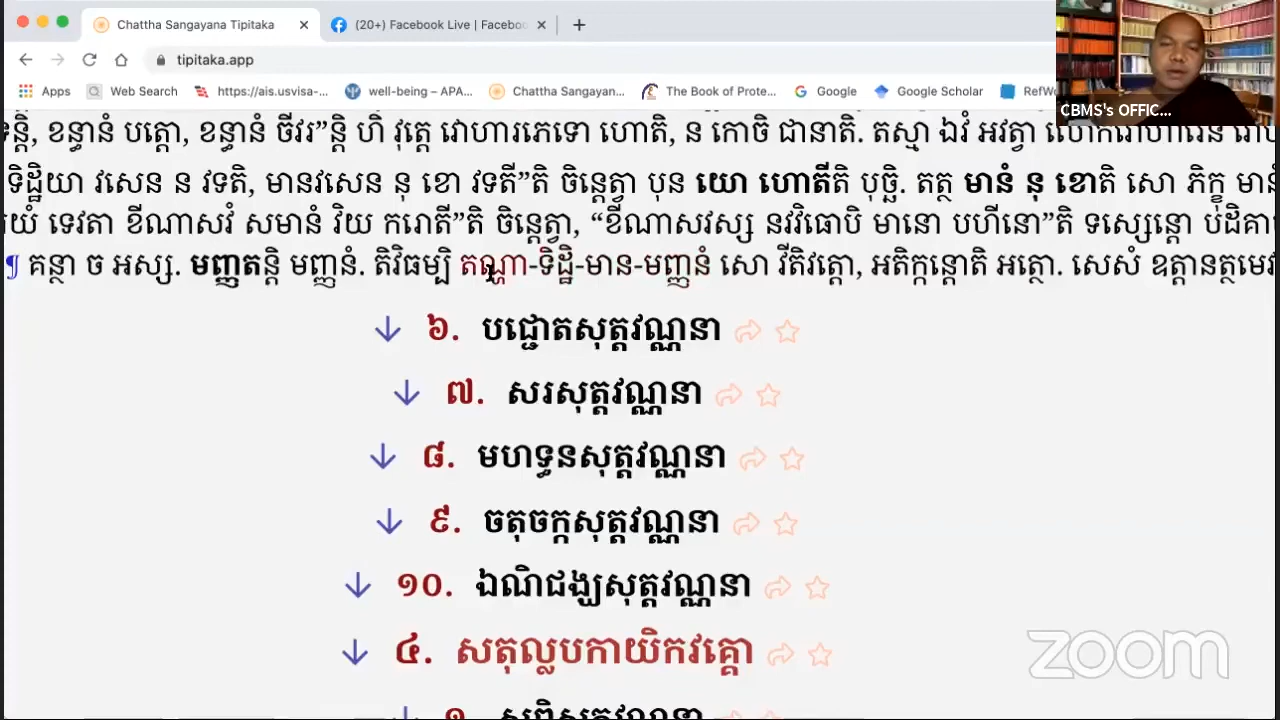 Chattha Sangayana Tipitaka
(20+) Facebook Live | Facebo
tipitaka.app
Apps Web Search https://ais.usvisa-... well-being – APA... Chattha Sangayan... The Book of Prote... Google Google Scholar RefWo
CBMS's OFFIC...
ខន្ធានំ បត្តោ, ខន្ធានំ ចីវរ”ន្តិ ហិ វុត្តេ វោហារភេទោ ហោតិ, ន កោចិ ជានាតិ. តស្មា ឯវំ អវត្វា លោកវោហារេន
ទិដ្ឋិយា វសេន ន វទតិ, មានវសេន នុ ខោ វទតី”តិ ចិន្តេត្វា បុន យោ ហោតីតិ បុច្ឆិ. តត្ថ មានំ នុ ខោតិ សោ ភិក្ខុ
យំ ទេវតា ខីណាសវំ សមានំ វិយ ករោតី”តិ ចិន្តេត្វា, “ខីណាសវស្ស នវវិធោបិ មានោ បហីនោ”តិ ទស្សេន្តោ
¶ គន្ថា ច អស្ស. មញ្ញតន្តិ មញ្ញនំ. តិវិធម្បិ តណ្ហា-ទិដ្ឋិ-មាន-មញ្ញនំ សោ វីតិវត្តោ, អតិក្កន្តោតិ អត្ថោ. សេសំ ឧត្តានត្ថមេវ
៦. បជ្ជោតសុត្តវណ្ណនា
៧. សរសុត្តវណ្ណនា
៨. មហទ្ធនសុត្តវណ្ណនា
៩. ចតុចក្កសុត្តវណ្ណនា
១០. ឯណិជង្ឃសុត្តវណ្ណនា
៤. សតុល្លបកាយិកវគ្គោ
zoom